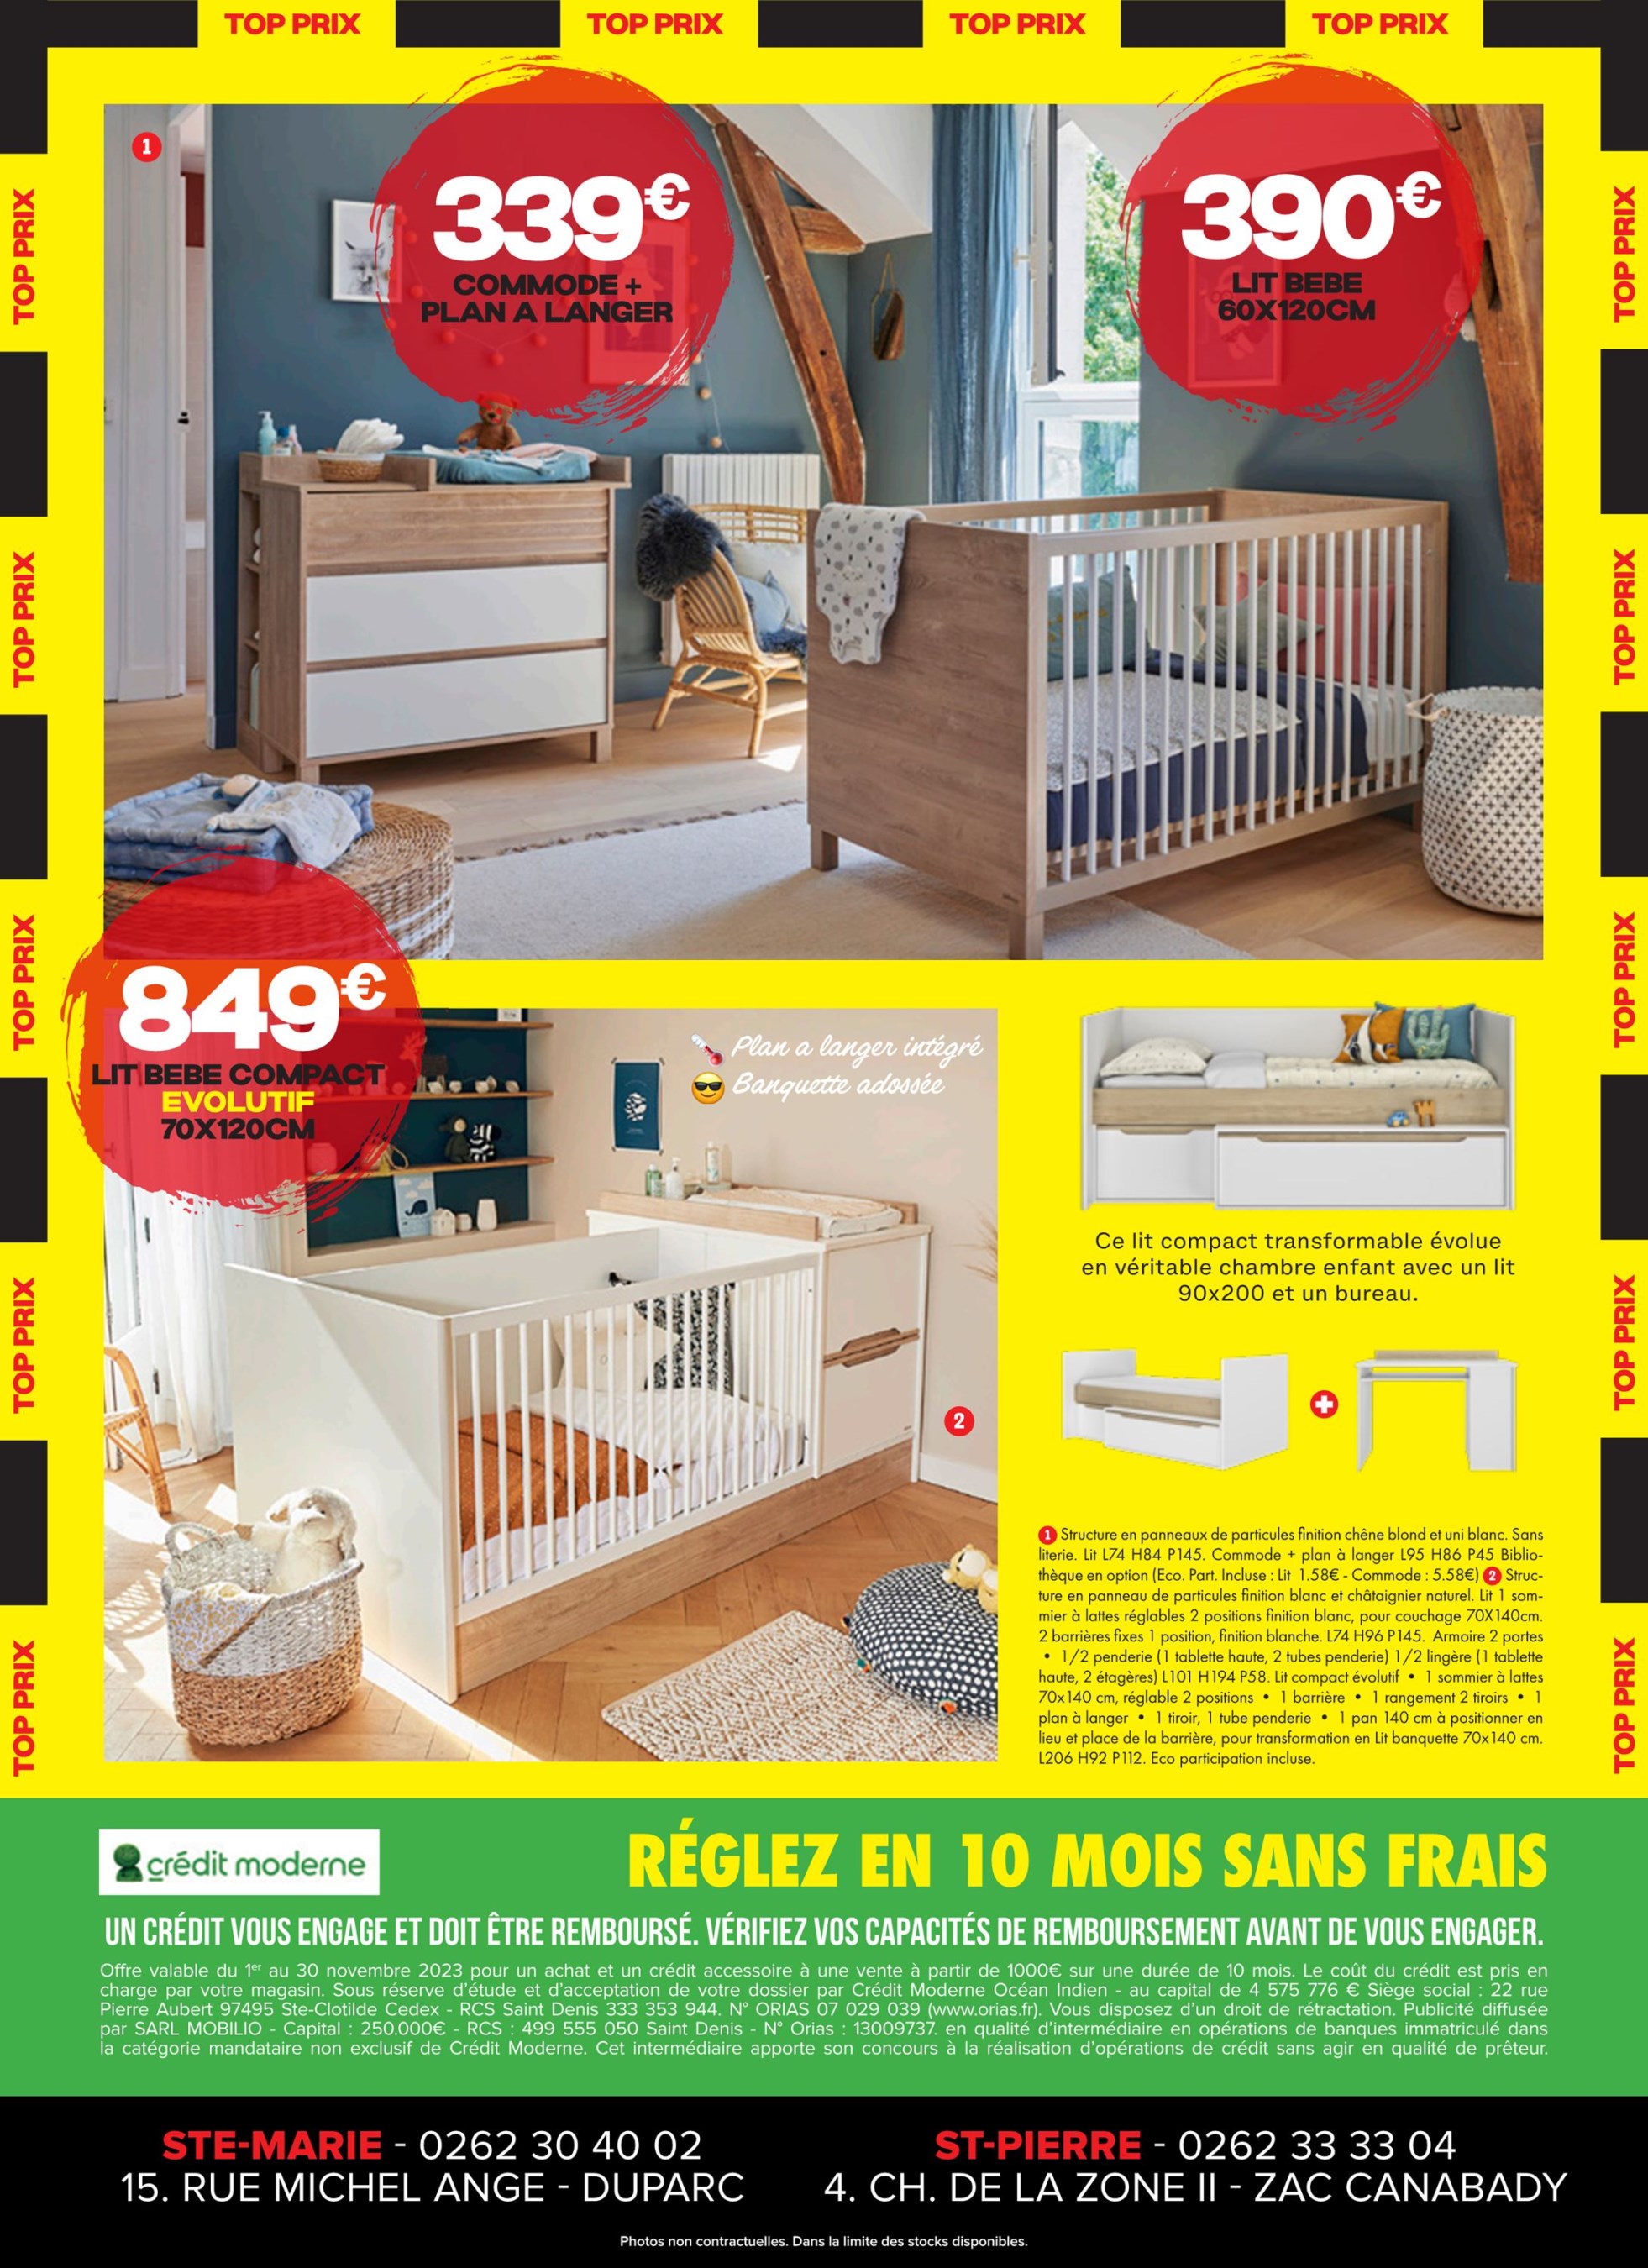 TOP PRIX TOP PRIX TOP PRIX TOP PRIX
TOP PRIX
TOP PRIX
TOP PRIX
TOP PRIX
TOP PRIX
TOP PRIX
TOP PRIX
TOP PRIX
TOP PRIX
TOP PRIX
1
339€
COMMODE +
PLAN A LANGER
390€
LIT BEBE
60X120CM
849€
LIT BEBE COMPACT
EVOLUTIF
70X120CM
Plan a langer intégré
Banquette adossée
2
Ce lit compact transformable évolue
en véritable chambre enfant avec un lit
90x200 et un bureau.
1 Structure en panneaux de particules finition chêne blond et uni blanc. Sans
literie. Lit L74 H84 P145. Commode + plan à langer L95 H86 P45 Biblio-
thèque en option (Eco. Part. Incluse : Lit 1.58€ - Commode : 5.58€) 2 Struc-
ture en panneau de particules finition blanc et châtaignier naturel. Lit 1 som-
mier à lattes réglables 2 positions finition blanc, pour couchage 70X140cm.
2 barrières fixes 1 position, finition blanche. L74 H96 P145. Armoire 2 portes
• 1/2 penderie (1 tablette haute, 2 tubes penderie) 1/2 lingère (1 tablette
haute, 2 étagères) L101 H194 P58. Lit compact évolutif • 1 sommier à lattes
70x140 cm, réglable 2 positions • 1 barrière • 1 rangement 2 tiroirs • 1
plan à langer • 1 tiroir, 1 tube penderie • 1 pan 140 cm à positionner en
lieu et place de la barrière, pour transformation en Lit banquette 70x140 cm.
L206 H92 P112. Eco participation incluse.
crédit moderne
RÉGLEZ EN 10 MOIS SANS FRAIS
UN CRÉDIT VOUS ENGAGE ET DOIT ÊTRE REMBOURSÉ. VÉRIFIEZ VOS CAPACITÉS DE REMBOURSEMENT AVANT DE VOUS ENGAGER.
Offre valable du 1er au 30 novembre 2023 pour un achat et un crédit accessoire à une vente à partir de 1000€ sur une durée de 10 mois. Le coût du crédit est pris en
charge par votre magasin. Sous réserve d'étude et d'acceptation de votre dossier par Crédit Moderne Océan Indien - au capital de 4 575 776 € Siège social : 22 rue
Pierre Aubert 97495 Ste-Clotilde Cedex - RCS Saint Denis 333 353 944. N° ORIAS 07 029 039 (www.orias.fr). Vous disposez d'un droit de rétractation. Publicité diffusée
par SARL MOBILIO - Capital : 250.000€ - RCS : 499 555 050 Saint Denis - N° Orias : 13009737. en qualité d'intermédiaire en opérations de banques immatriculé dans
la catégorie mandataire non exclusif de Crédit Moderne. Cet intermédiaire apporte son concours à la réalisation d'opérations de crédit sans agir en qualité de prêteur.
STE-MARIE - 0262 30 40 02
15. RUE MICHEL ANGE - DUPARC
ST-PIERRE - 0262 33 33 04
4. CH. DE LA ZONE II - ZAC CANABADY
Photos non contractuelles. Dans la limite des stocks disponibles.